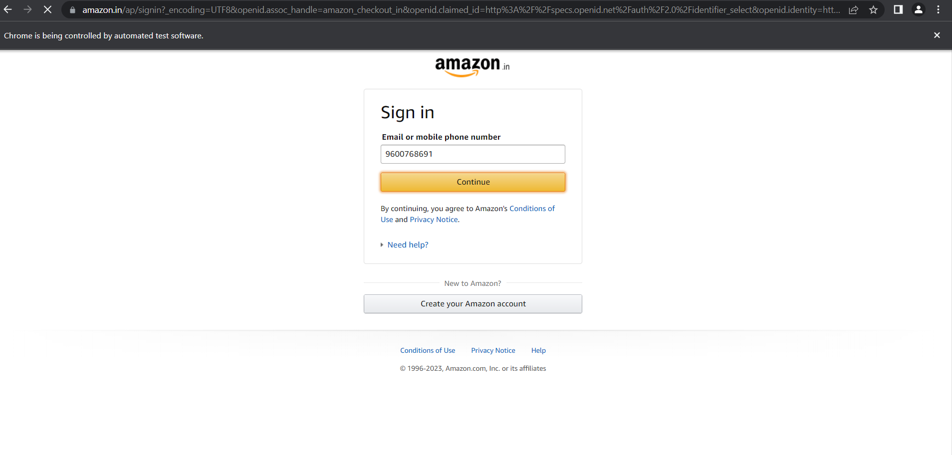 amazon.in/ap/signin?_encoding=UTF8&openid.assoc_handle=amazon_checkout_in&openid.claimed_id=http%3A%2F%2Fspecs.openid.net%2Fauth%2F2.0%2Fidentifier_select&openid.identity=htt...
Chrome is being controlled by automated test software.
amazon.in
Sign in
Email or mobile phone number
9600768691
Continue
By continuing, you agree to Amazon's Conditions of
Use and Privacy Notice.
Need help?
New to Amazon?
Create your Amazon account
Conditions of Use Privacy Notice Help
© 1996-2023, Amazon.com, Inc. or its affiliates